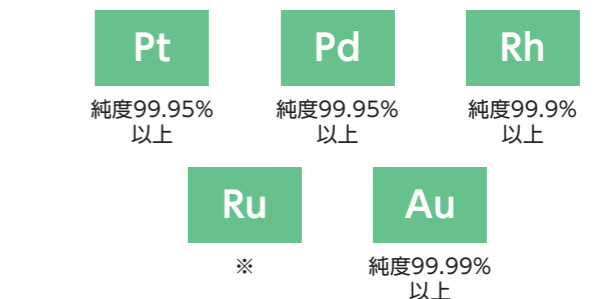 Pt Pd Rh
純度99.95% 純度99.95% 純度99.9%
以上 以上 以上
Ru Au
※ 純度99.99%
以上